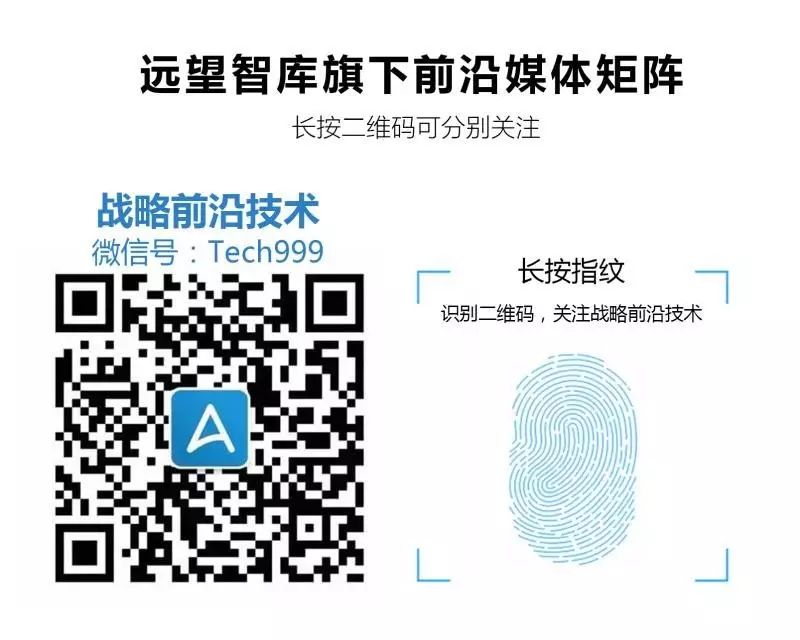 远望智库旗下前沿媒体矩阵
长按二维码可分别关注
战略前沿技术
微信号：Tech999
长按指纹
识别二维码，关注战略前沿技术